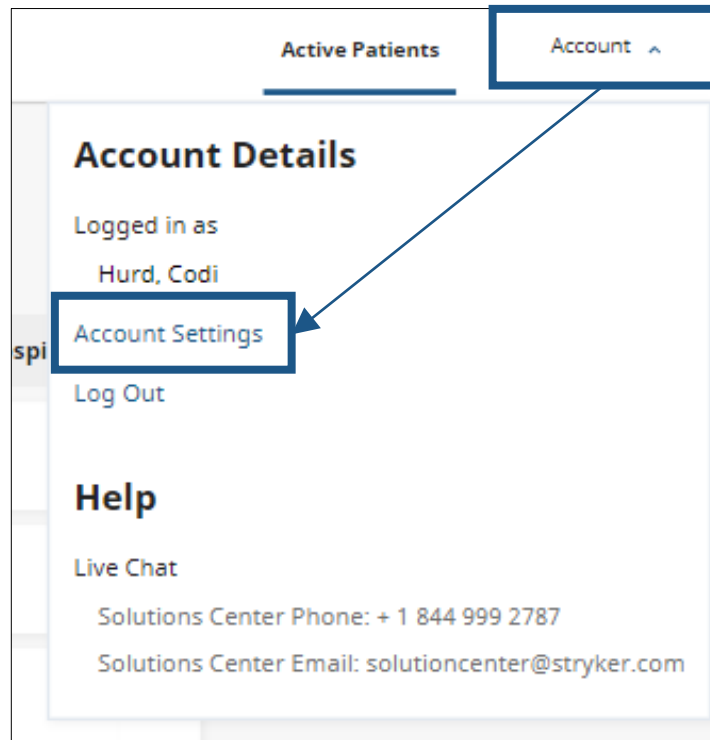 Active Patients
Account
Account Details
Logged in as
Hurd, Codi
Account Settings
spi
Log Out
Help
Live Chat
Solutions Center Phone: + 1 844 999 2787
Solutions Center Email: solutioncenter@stryker.com